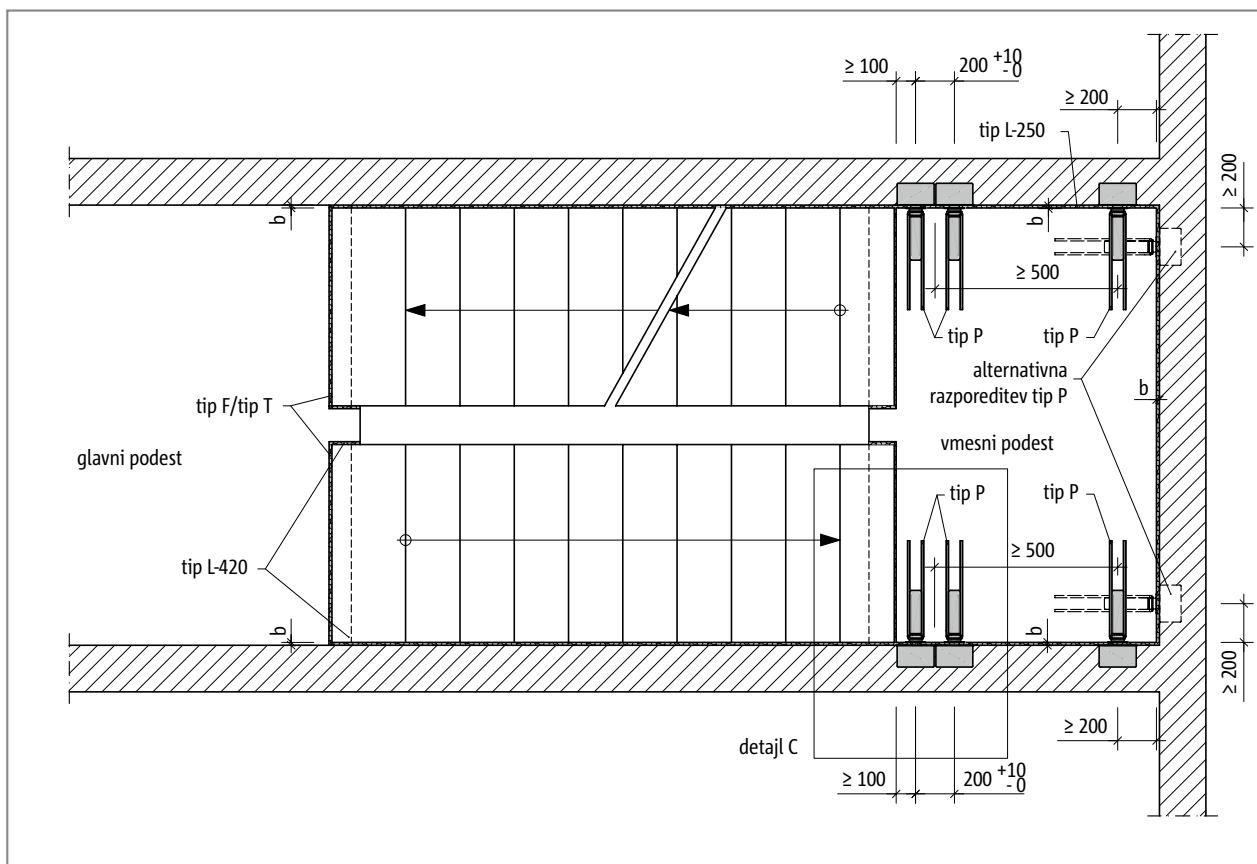 ≥ 100
200 +10 - 0
≥ 200
tip L-250
≥ 200
b
b
≥ 500
tip P
tip P
alternativna
razporeditev tip P
b
tip F/tip T
glavni podest
vmesni podest
tip P
tip P
≥ 500
tip L-420
b
b
≥ 200
≥ 200
detajl C
≥ 100
200 +10 - 0